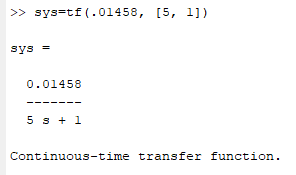 >> sys=tf(.01458, [5, 1])
sys =
0.01458
-------
5 s + 1
Continuous-time transfer function.